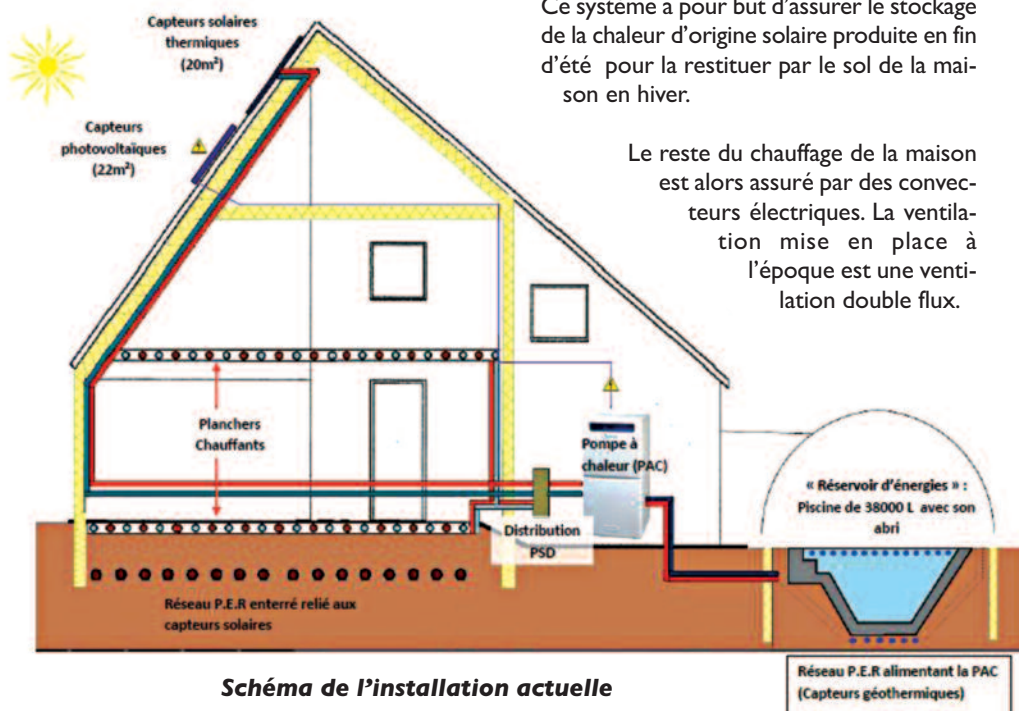 Ce système a pour but d'assurer le stockage
de la chaleur d'origine solaire produite en fin
d'été pour la restituer par le sol de la mai-
son en hiver.
Le reste du chauffage de la maison
est alors assuré par des convec-
teurs électriques. La ventila-
tion mise en place à
l'époque est une venti-
lation double flux.
Capteurs solaires
thermiques
(20m²)
Capteurs
photovoltaïques
(22m²)
Planchers
Chauffants
Pompe à
chaleur (PAC)
Distribution
PSD
« Réservoir d'énergies » :
Piscine de 38000 L avec son
abri
Réseau P.E.R enterré relié aux
capteurs solaires
Réseau P.E.R alimentant la PAC
(Capteurs géothermiques)
Schéma de l'installation actuelle